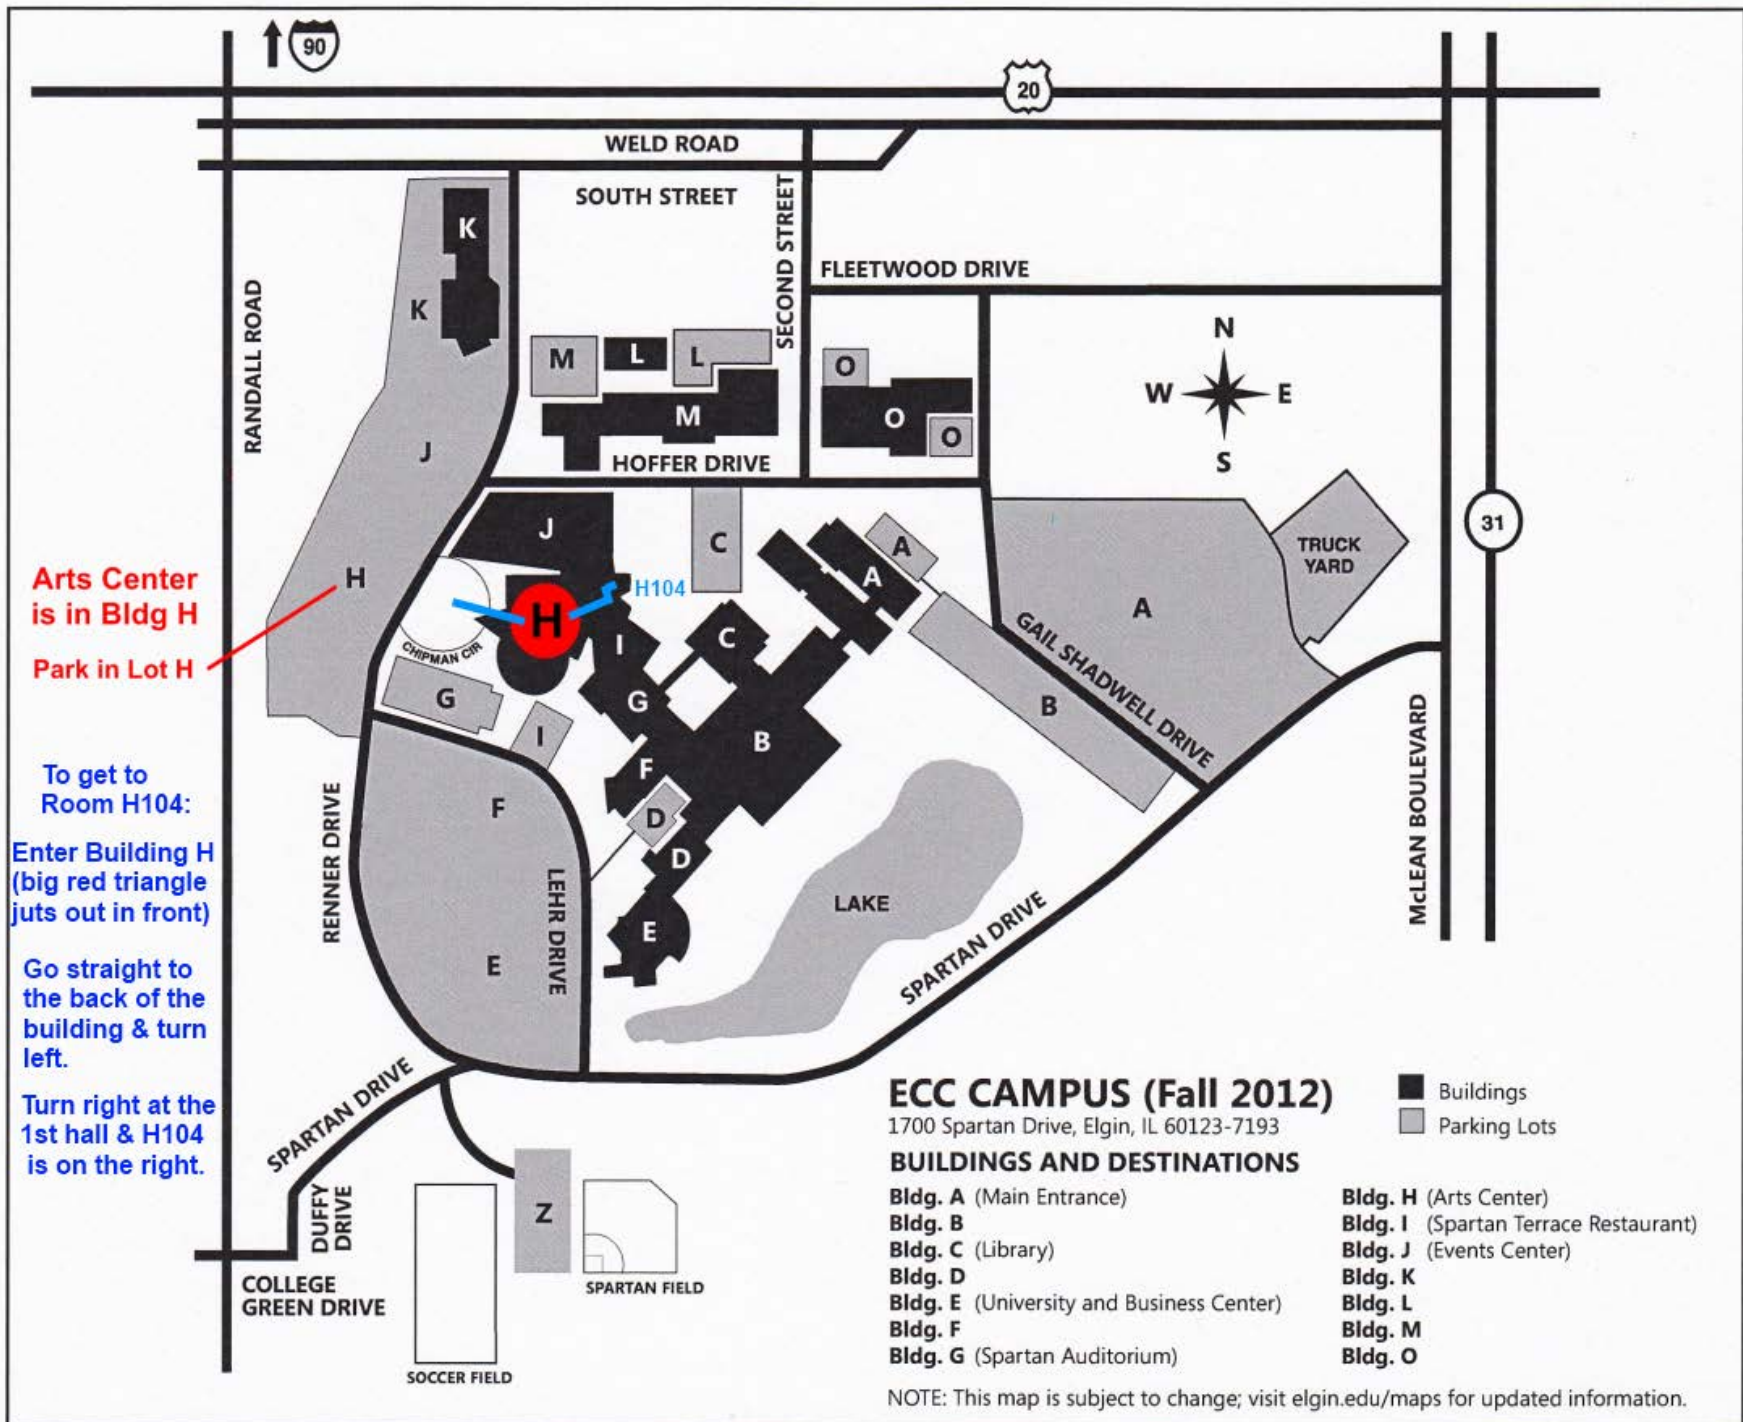 90
20
WELD ROAD
SOUTH STREET
SECOND STREET
FLEETWOOD DRIVE
RANDALL ROAD
K
K
M
L
L
M
O
O
O
N
W E
S
HOFFER DRIVE
J
J
C
A
A
A
TRUCK
YARD
31
Arts Center
is in Bldg H
Park in Lot H
H
H
H104
I
C
CHIPMAN CIR
G
G
I
B
B
GAIL SHADWELL DRIVE
F
F
D
D
E
E
To get to
Room H104:
Enter Building H
(big red triangle
juts out in front)
Go straight to
the back of the
building & turn
left.
Turn right at the
1st hall & H104
is on the right.
RENNER DRIVE
LEHR DRIVE
LAKE
SPARTAN DRIVE
McLEAN BOULEVARD
SPARTAN DRIVE
DUFFY
DRIVE
COLLEGE
GREEN DRIVE
Z
SPARTAN FIELD
SOCCER FIELD
ECC CAMPUS (Fall 2012)
1700 Spartan Drive, Elgin, IL 60123-7193
Buildings
Parking Lots
BUILDINGS AND DESTINATIONS
Bldg. A (Main Entrance)
Bldg. B
Bldg. C (Library)
Bldg. D
Bldg. E (University and Business Center)
Bldg. F
Bldg. G (Spartan Auditorium)
Bldg. H (Arts Center)
Bldg. I (Spartan Terrace Restaurant)
Bldg. J (Events Center)
Bldg. K
Bldg. L
Bldg. M
Bldg. O
NOTE: This map is subject to change; visit elgin.edu/maps for updated information.